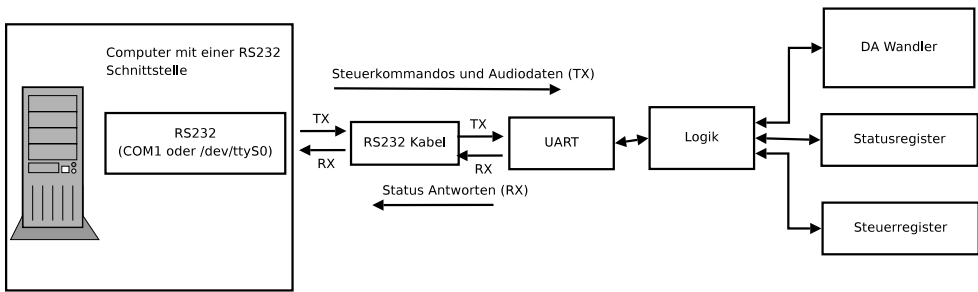 Computer mit einer RS232
Schnittstelle
RS232
(COM1 oder /dev/ttyS0)
Steuerkommandos und Audiodaten (TX)
TX
RX
RS232 Kabel
TX
RX
Status Antworten (RX)
UART
Logik
DA Wandler
Statusregister
Steuerregister